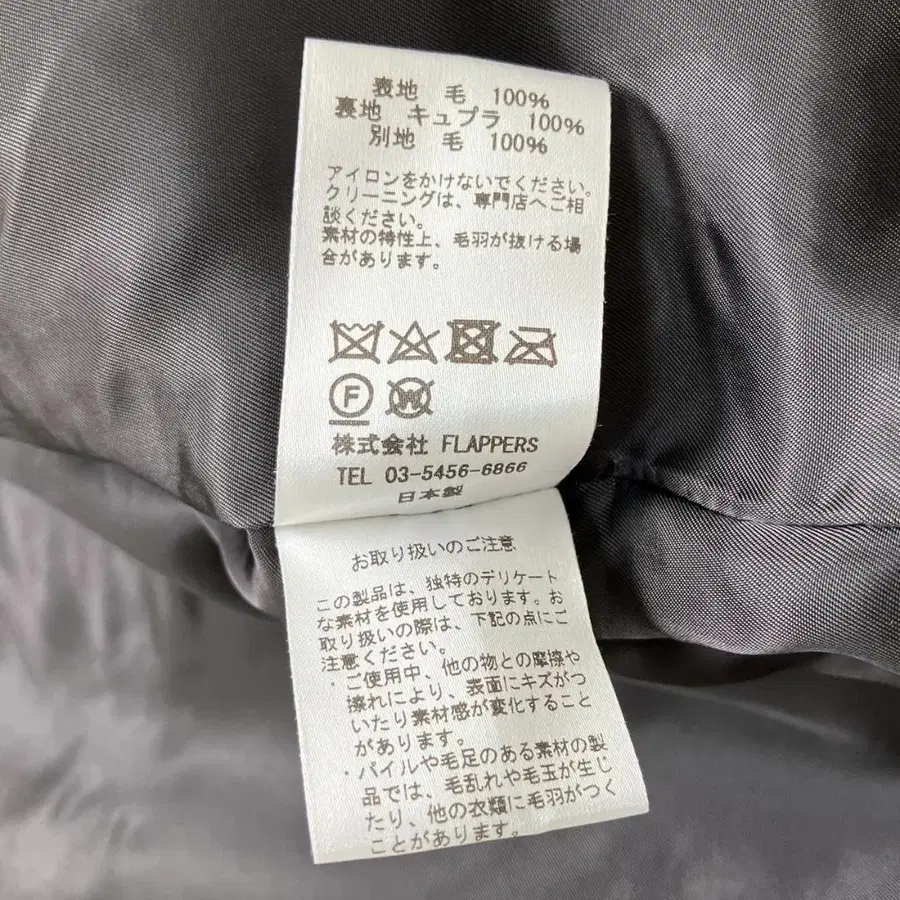 表地 毛 100%
裏地 キュプラ 100%
別地 毛 100%
アイロンをかけないでください。
クリーニングは、専門店へご相
談ください。
素材の特性上、毛羽が抜ける場
合があります。
F
W
株式会社 FLAPPERS
TEL 03-5456-6866
日本製
お取り扱いのご注意
この製品は、独特のデリケート
な素材を使用しております。お
取り扱いの際は、下記の点にご
注意ください。
・ご使用中、他の物との摩擦や
擦れにより、表面にキズがつ
いたり素材感が変化すること
があります。
・パイルや毛足のある素材の製
品では、毛乱れや毛玉が生じ
たり、他の衣類に毛羽がつく
ことがあります。